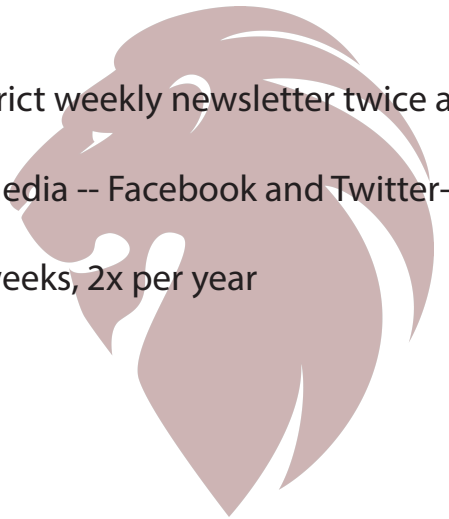 rict weekly newsletter twice a
edia -- Facebook and Twitter-
eeks, 2x per year